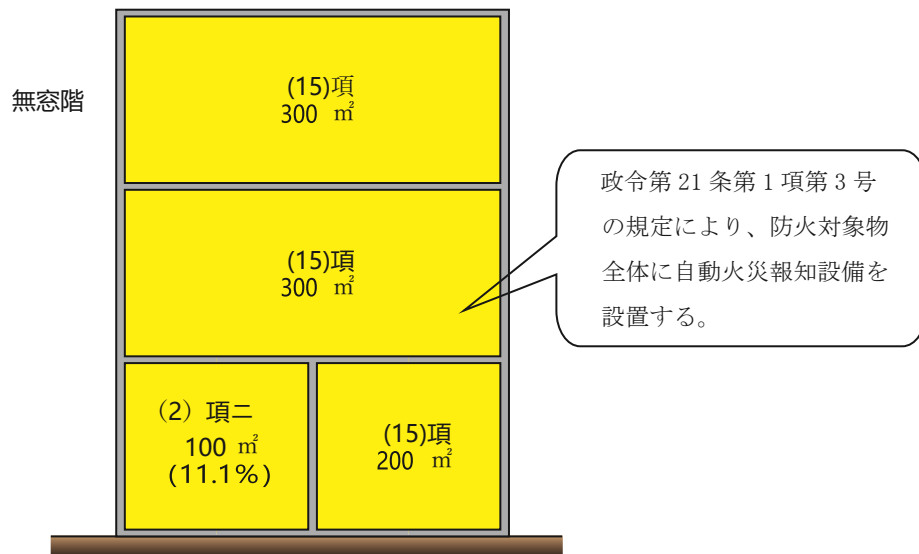 無窓階
(15)項
300 ㎡
(15)項
300 ㎡
政令第 21 条第 1 項第 3 号
の規定により、防火対象物
全体に自動火災報知設備を
設置する。
(2) 項ニ
100 ㎡
(11.1%)
(15)項
200 ㎡